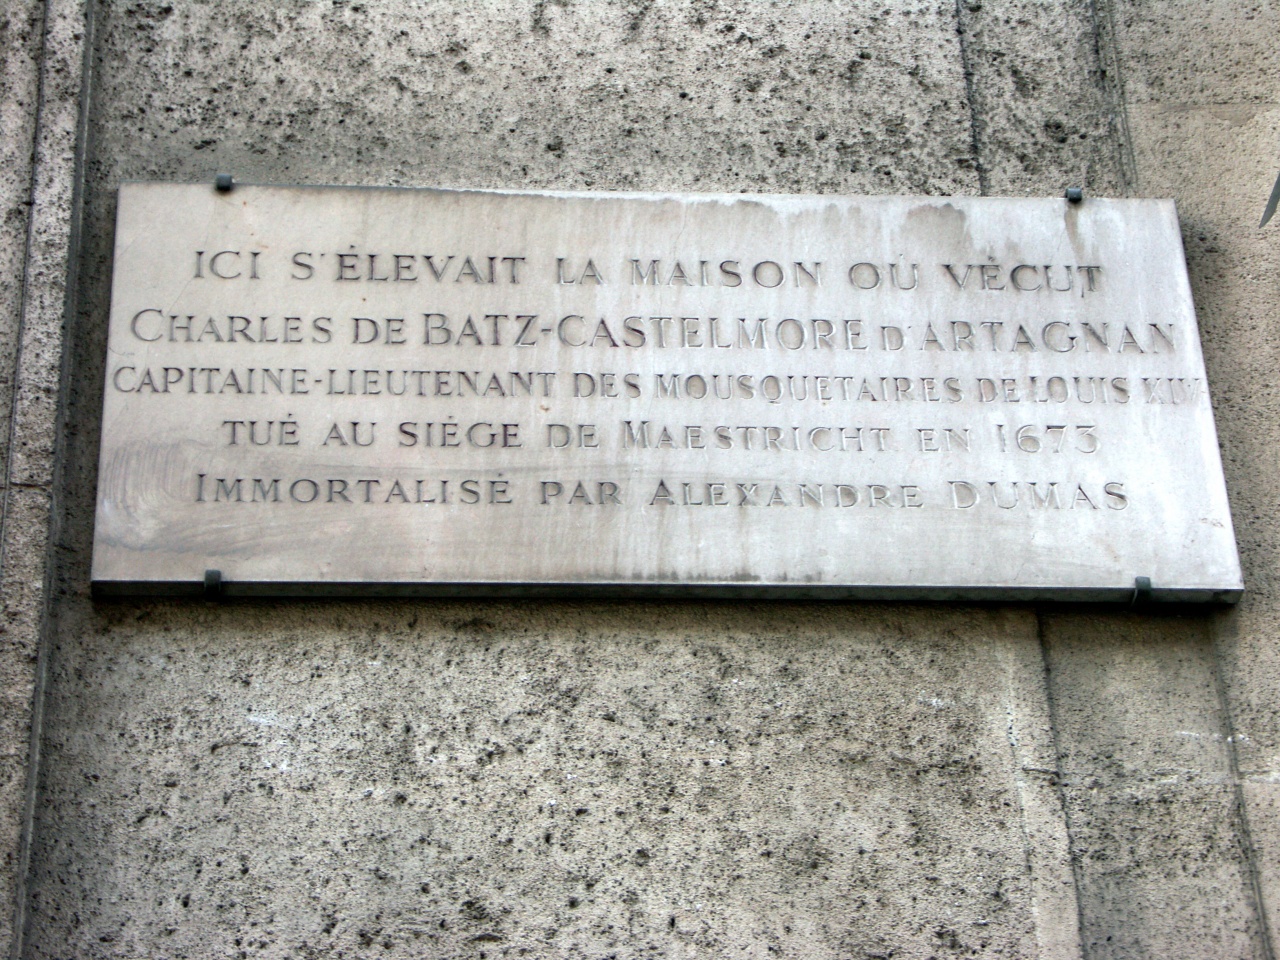 ICI S'ÉLEVAIT LA MAISON OÙ VÉCUT
CHARLES DE BATZ-CASTELMORE D'ARTAGNAN
CAPITAINE-LIEUTENANT DES MOUSQUETAIRES DE LOUIS XIV
TUÉ AU SIÈGE DE MAESTRICHT EN 1673
IMMORTALISÉ PAR ALEXANDRE DUMAS